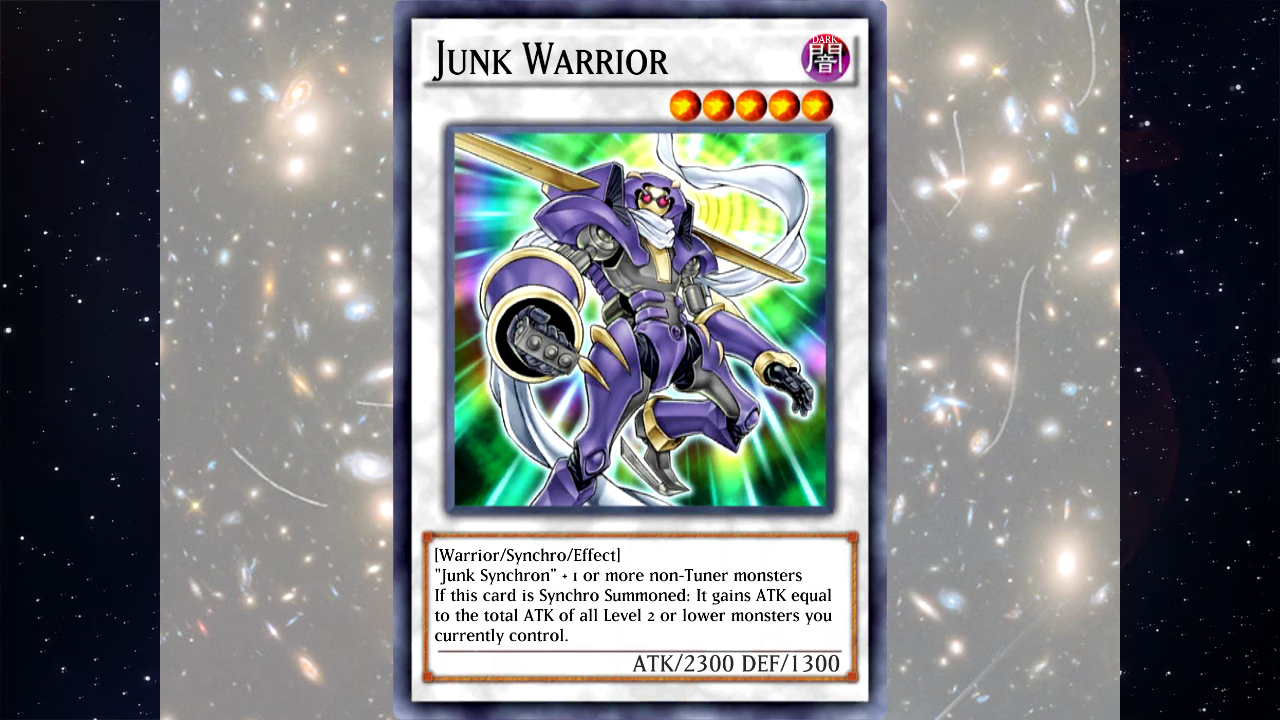 Junk Warrior
DARK
闇
[Warrior/Synchro/Effect]
"Junk Synchron" + 1 or more non-Tuner monsters
If this card is Synchro Summoned: It gains ATK equal
to the total ATK of all Level 2 or lower monsters you
currently control.
ATK/2300 DEF/1300